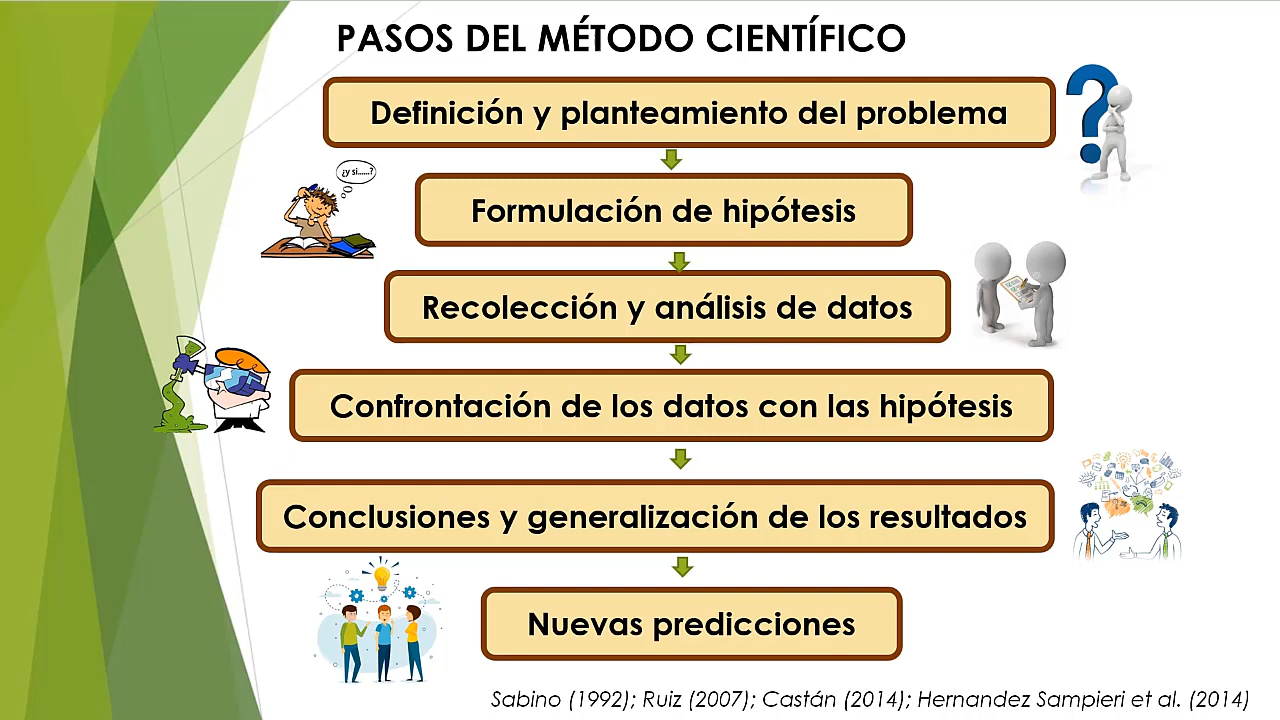 PASOS DEL MÉTODO CIENTÍFICO
Definición y planteamiento del problema
¿y si......?
Formulación de hipótesis
Recolección y análisis de datos
Confrontación de los datos con las hipótesis
Conclusiones y generalización de los resultados
Nuevas predicciones
Sabino (1992); Ruiz (2007); Castán (2014); Hernandez Sampieri et al. (2014)